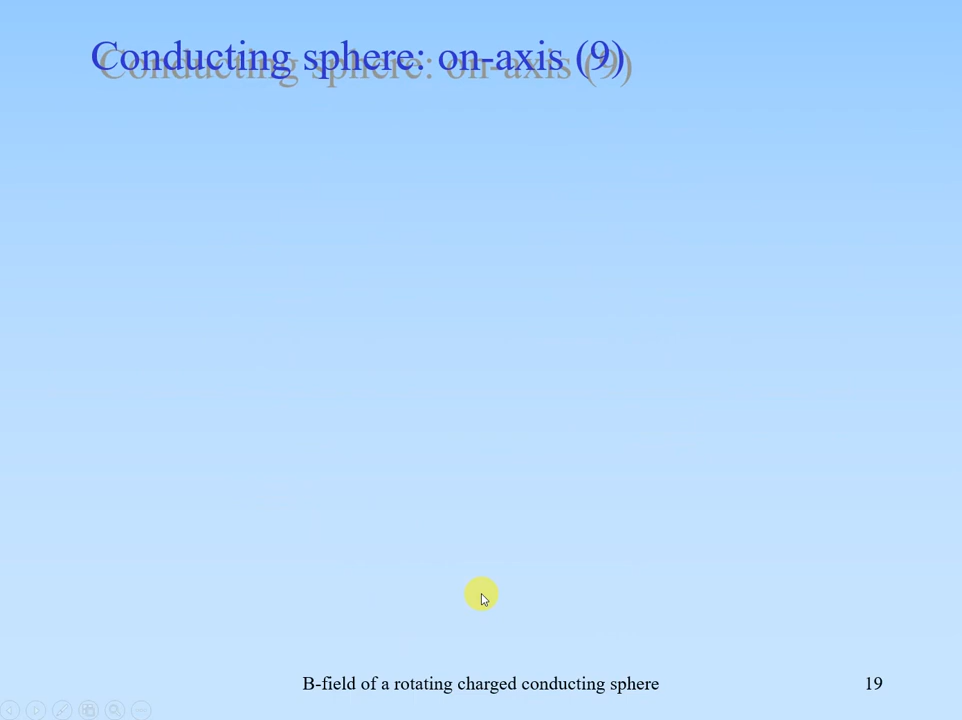 Conducting sphere: on-axis (9)
B-field of a rotating charged conducting sphere
19